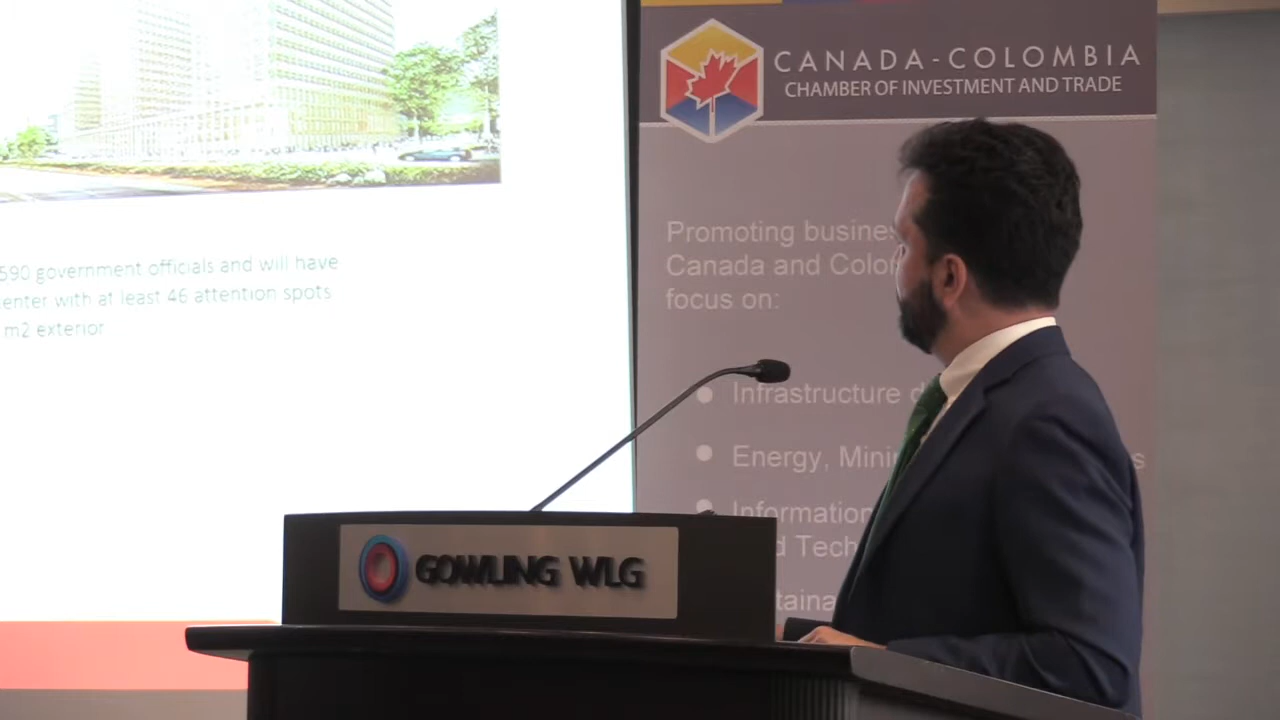 590 government officials and will have
enter with at least 46 attention spots
m2 exterior
CANADA-COLOMBIA
CHAMBER OF INVESTMENT AND TRADE
Promoting busines
Canada and Colo
focus on:
Infrastructure d
Energy, Mini s
Information
d Tech
taina
GOWLING WLG